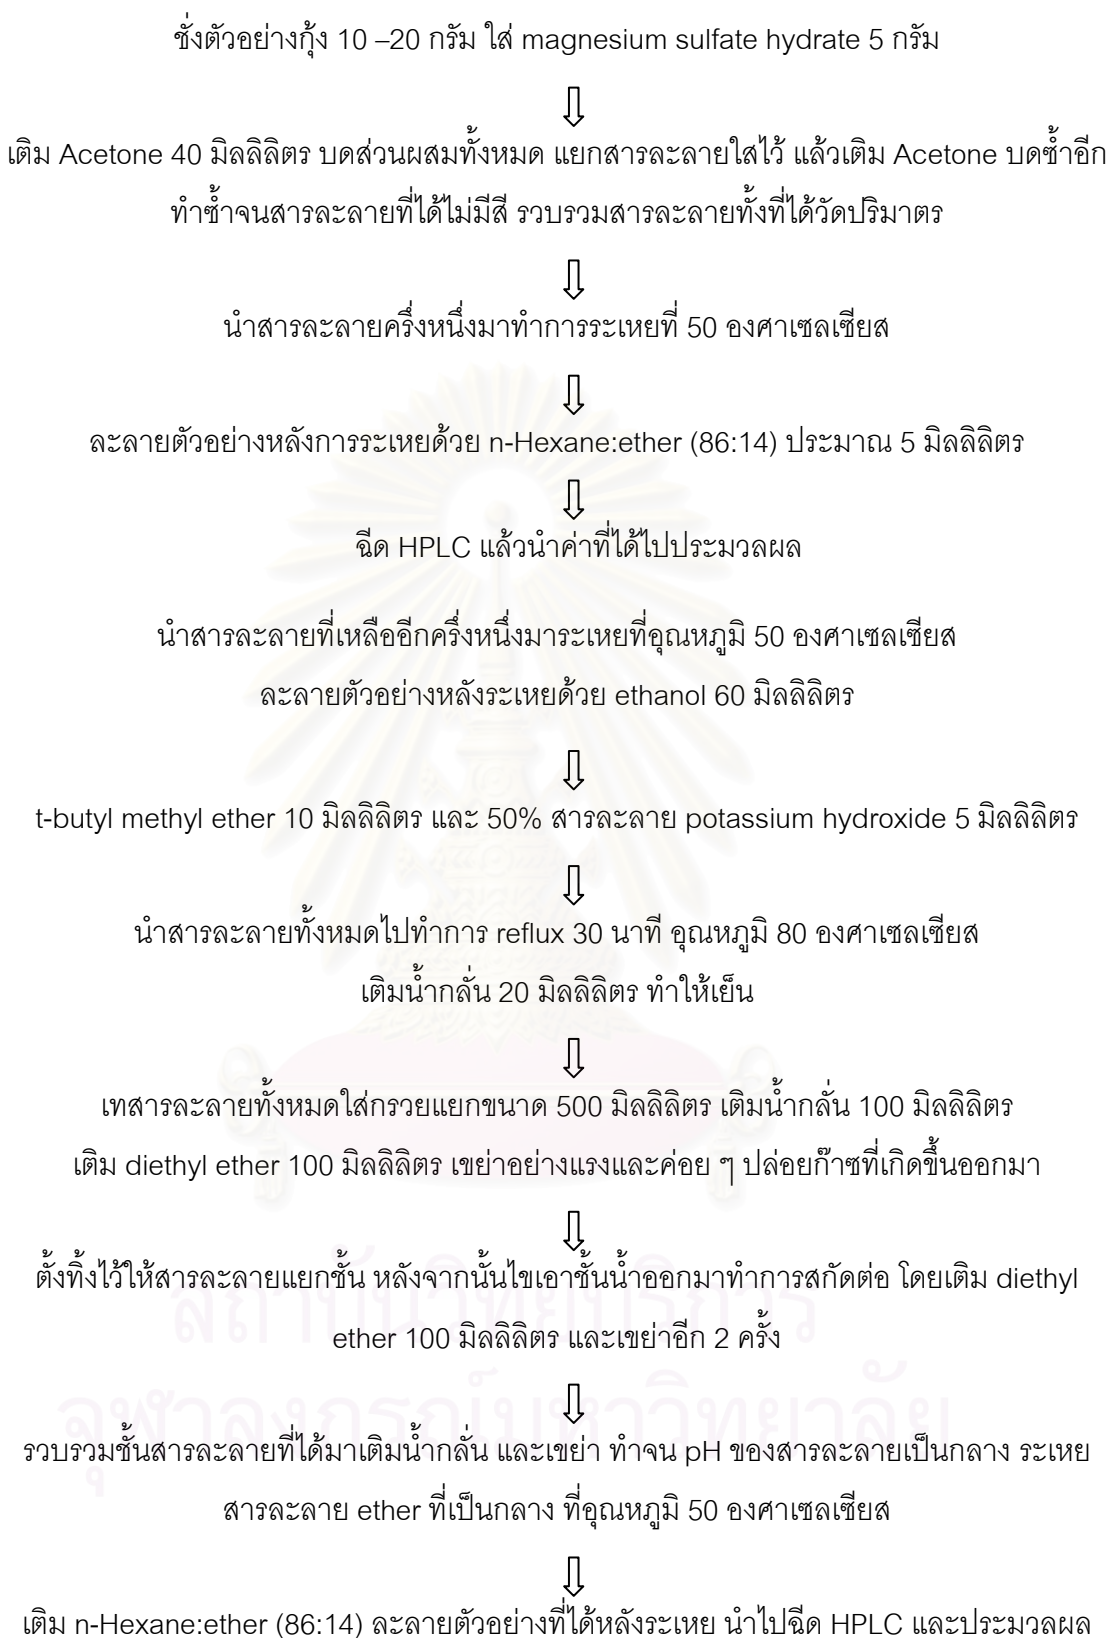 ชั่งตัวอย่างกุ้ง 10 –20 กรัม ใส่ magnesium sulfate hydrate 5 กรัม
⇩
เติม Acetone 40 มิลลิลิตร บดส่วนผสมทั้งหมด แยกสารละลายใสไว้ แล้วเติม Acetone บดซ้ำอีก
ทำซ้ำจนสารละลายที่ได้ไม่มีสี รวบรวมสารละลายทั้งที่ได้วัดปริมาตร
⇩
นำสารละลายครึ่งหนึ่งมาทำการระเหยที่ 50 องศาเซลเซียส
⇩
ละลายตัวอย่างหลังการระเหยด้วย n-Hexane:ether (86:14) ประมาณ 5 มิลลิลิตร
⇩
ฉีด HPLC แล้วนำค่าที่ได้ไปประมวลผล
นำสารละลายที่เหลืออีกครึ่งหนึ่งมาระเหยที่อุณหภูมิ 50 องศาเซลเซียส
ละลายตัวอย่างหลังระเหยด้วย ethanol 60 มิลลิลิตร
⇩
t-butyl methyl ether 10 มิลลิลิตร และ 50% สารละลาย potassium hydroxide 5 มิลลิลิตร
⇩
นำสารละลายทั้งหมดไปทำการ reflux 30 นาที อุณหภูมิ 80 องศาเซลเซียส
เติมน้ำกลั่น 20 มิลลิลิตร ทำให้เย็น
⇩
เทสารละลายทั้งหมดใส่กรวยแยกขนาด 500 มิลลิลิตร เติมน้ำกลั่น 100 มิลลิลิตร
เติม diethyl ether 100 มิลลิลิตร เขย่าอย่างแรงและค่อย ๆ ปล่อยก๊าซที่เกิดขึ้นออกมา
⇩
ตั้งทิ้งไว้ให้สารละลายแยกชั้น หลังจากนั้นไขเอาชั้นน้ำออกมาทำการสกัดต่อ โดยเติม diethyl
สถาบันวิทยบริการ
ether 100 มิลลิลิตร และเขย่าอีก 2 ครั้ง
⇩
จุฬาลงกรณ์มหาวิทยาลัย
รวบรวมชั้นสารละลายที่ได้มาเติมน้ำกลั่น และเขย่า ทำจน pH ของสารละลายเป็นกลาง ระเหย
สารละลาย ether ที่เป็นกลาง ที่อุณหภูมิ 50 องศาเซลเซียส
⇩
เติม n-Hexane:ether (86:14) ละลายตัวอย่างที่ได้หลังระเหย นำไปฉีด HPLC และประมวลผล